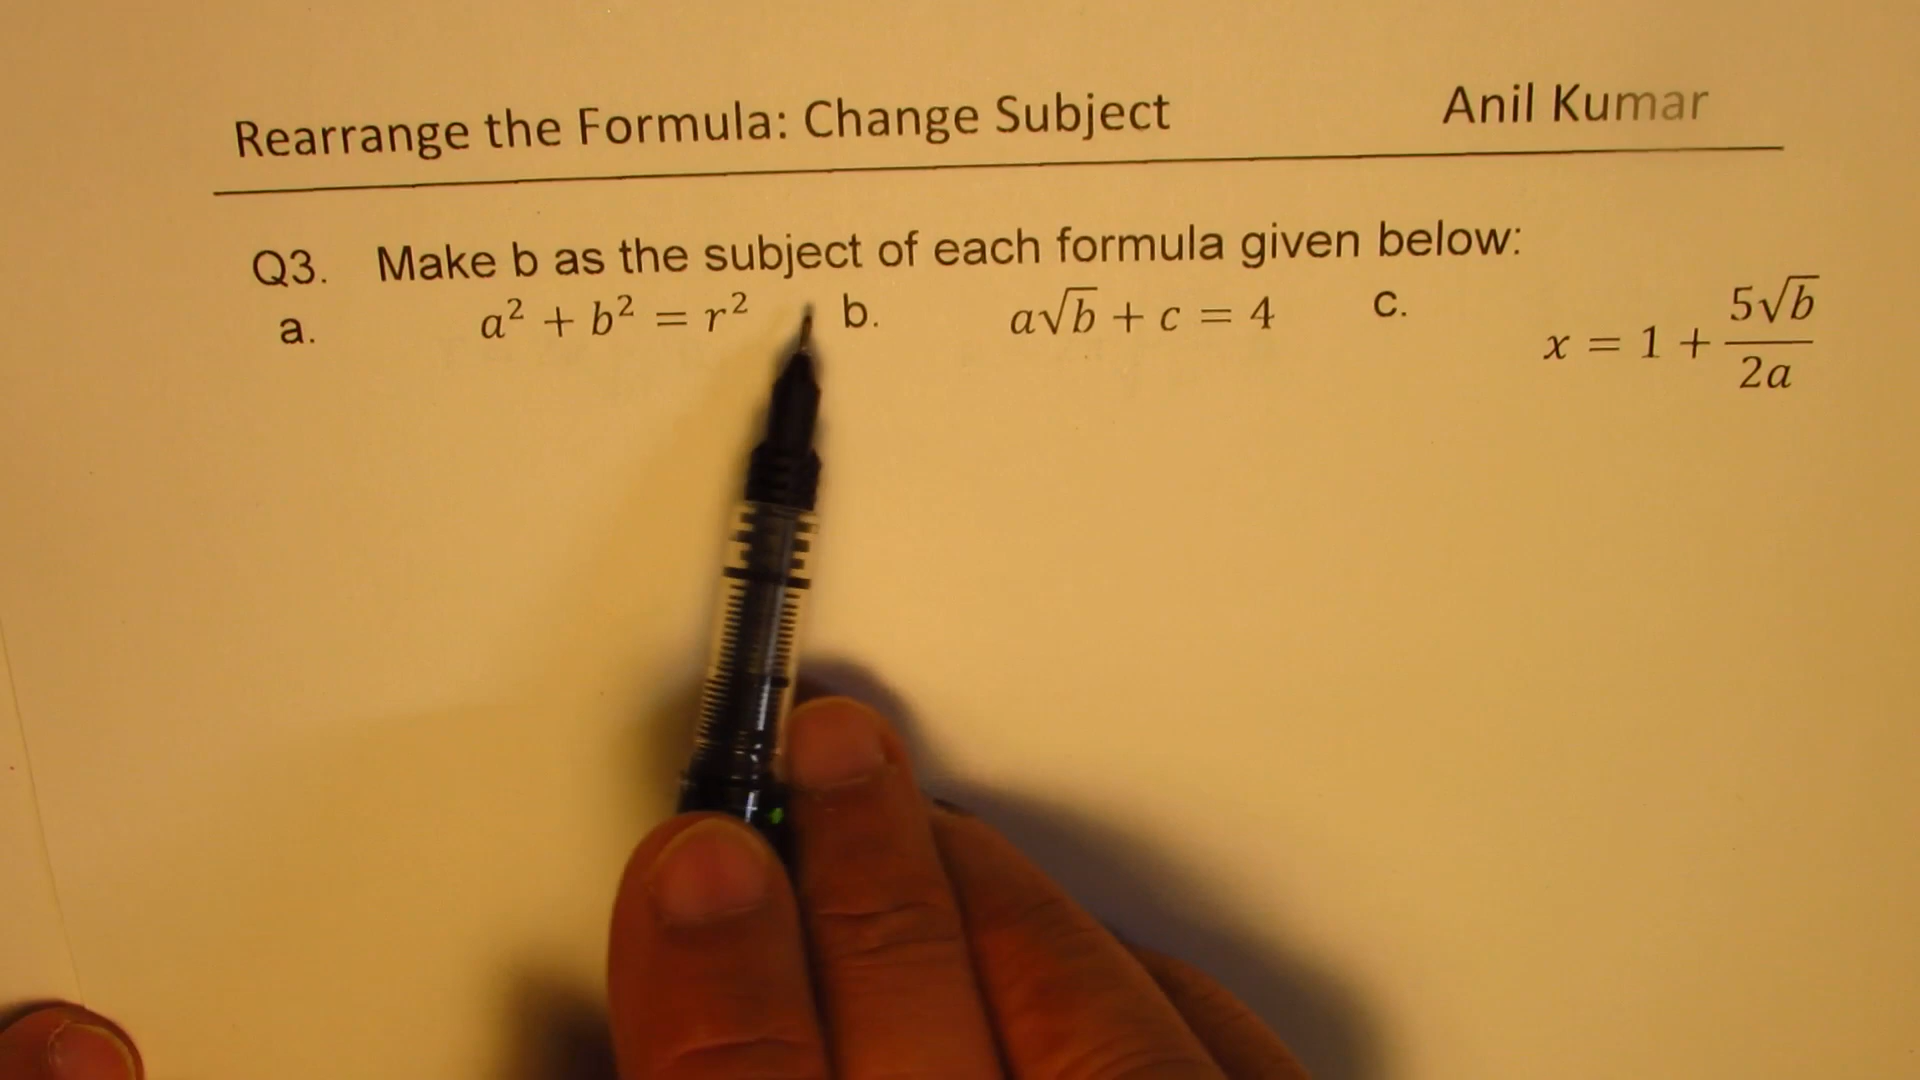 Rearrange the Formula: Change Subject Anil Kumar
Q3. Make b as the subject of each formula given below:
a. a² + b² = r² b. a√b + c = 4 c. x = 1 + 5√b/2a